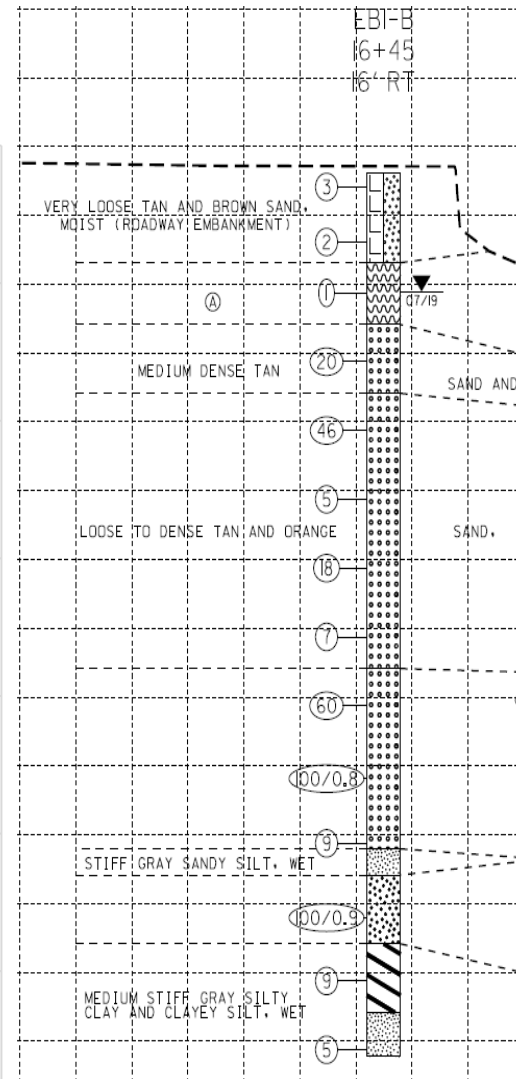 EB1-B
16+45
16' RT
3
VERY LOOSE TAN AND BROWN SAND,
MOIST (ROADWAY EMBANKMENT)
2
1
07/19
A
20
MEDIUM DENSE TAN
SAND AND
46
5
LOOSE TO DENSE TAN AND ORANGE
SAND,
18
7
60
100/0.8
9
STIFF GRAY SANDY SILT, WET
100/0.9
9
MEDIUM STIFF GRAY SILTY
CLAY AND CLAYEY SILT, WET
5